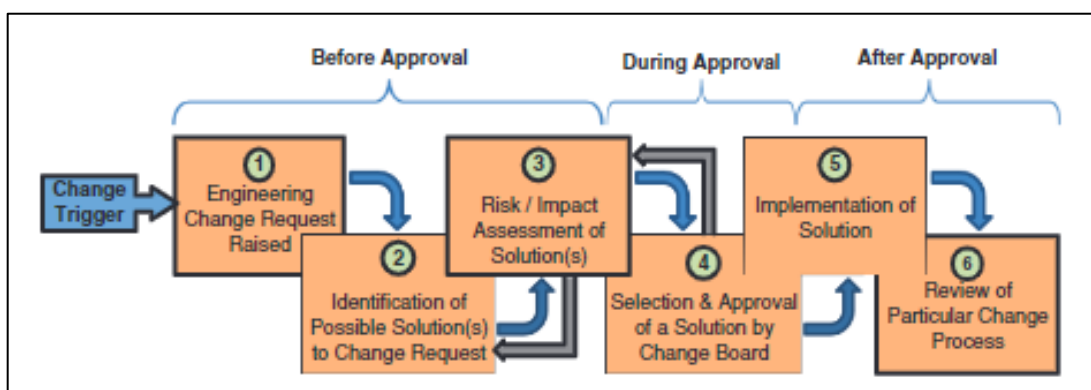 Before Approval
During Approval
After Approval
Change
Trigger
1
Engineering
Change Request
Raised
2
Identification of
Possible Solution(s)
to Change Request
3
Risk / Impact
Assessment of
Solution(s)
4
Selection & Approval
of a Solution by
Change Board
5
Implementation of
Solution
6
Review of
Particular Change
Process